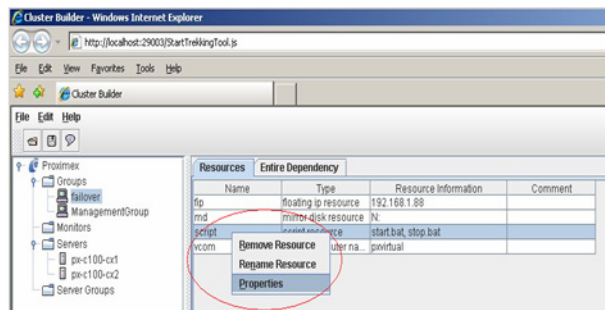 Cluster Builder - Windows Internet Explorer
http://localhost:29003/StartTrekkingTool.js
File Edit View Favorites Tools Help
Cluster Builder
File Edit Help
Proximex
Groups
failover
ManagementGroup
Monitors
Servers
px-c100-cx1
px-c100-cx2
Server Groups
Resources Entire Dependency
Name Type Resource Information Comment
fip floating ip resource 192.168.1.88
md mirror disk resource N:
script script resource start.bat, stop.bat
vcom uter na... pxvirtual
Remove Resource
Rename Resource
Properties